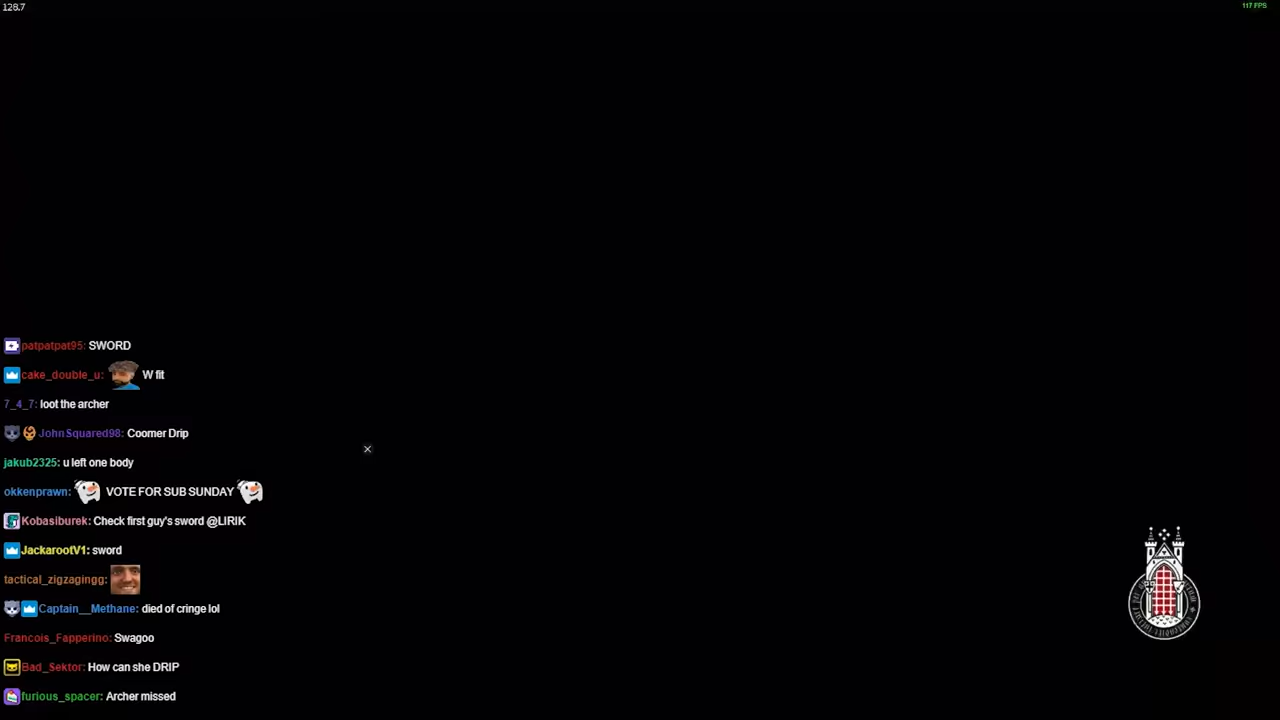 128.7
117 FPS
patpatpat95: SWORD
cake_double_u: W fit
7_4_7: loot the archer
JohnSquared98: Coomer Drip
jakub2325: u left one body
okkenprawn: VOTE FOR SUB SUNDAY
Kobasiburek: Check first guy's sword @LIRIK
JackarootV1: sword
tactical_zigzagingg:
Captain__Methane: died of cringe lol
Francois_Fapperino: Swagoo
Bad_Sektor: How can she DRIP
furious_spacer: Archer missed